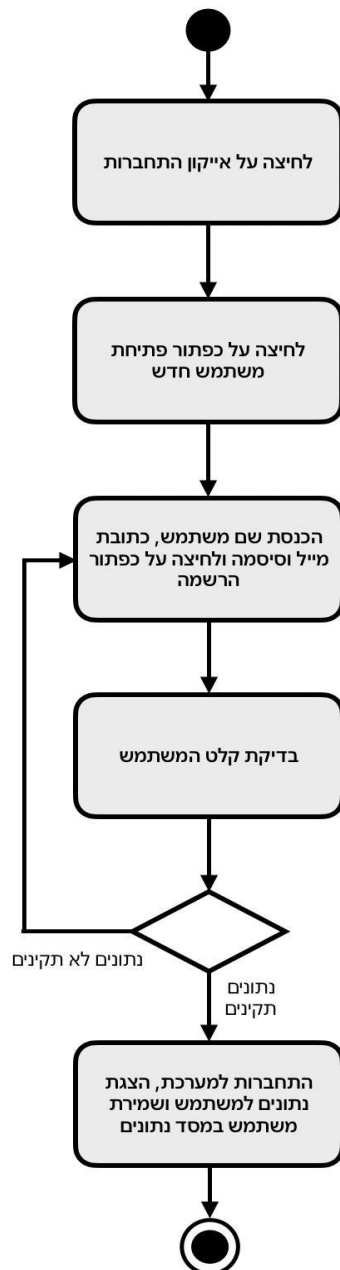 לחיצה על אייקון התחברות
לחיצה על כפתור פתיחת
משתמש חדש
הכנסת שם משתמש, כתובת
מייל וסיסמה ולחיצה על כפתור
הרשמה
בדיקת קלט המשתמש
נתונים לא תקינים
נתונים
תקינים
התחברות למערכת, הצגת
נתונים למשתמש ושמירת
משתמש במסד נתונים